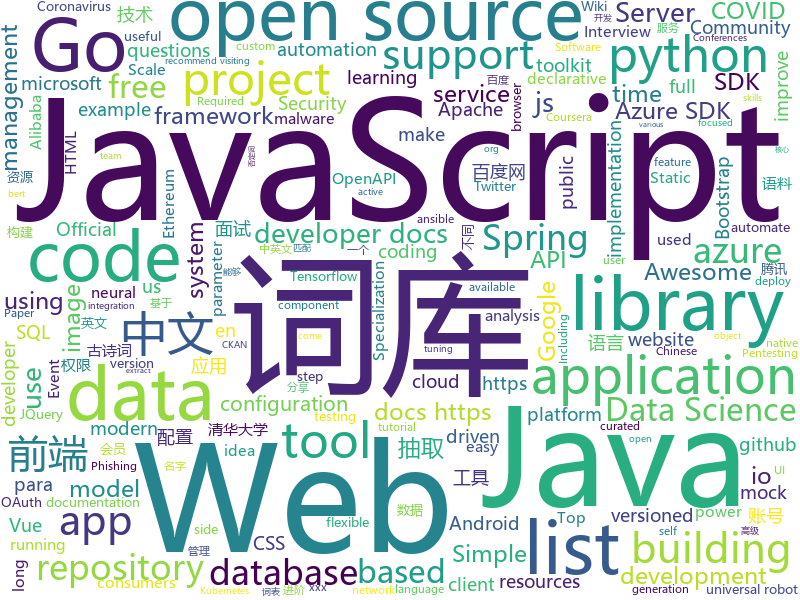 Coronavirus
技术
open source
Wiki
开发
服务
useful
custom
recommend visiting
Software
COVID
Server
Community
Go
support
python
Conferences
Interview
automation
questions
百度
Scale
toolkit
declarative
management
microsoft
project
learning
SDK
full
improve
Alibaba
free
Security
malware
service
js
time
Azure SDK
skills
Required
browser
Coursera
various
focused
example
framework
make
Apache
核心
HTML
JavaScript
org
team
OpenAPI
百度网
public
feature
Twitter
Static
资源
bert
implementation
Bootstrap
语料
Official
Ethereum
面试
developer docs
Spring
active
ansible
构建
code
中英文
一个
coding
不同
API
azure
used
automate
system
匹配
能够
Awesome
腾讯
deploy
image
us
parameter
Tensorflow
library
user
using
neural
component
available
Google
integration
Paper
词库
Specialization
analysis
website
native
SQL
en
基于
CKAN
tuning
object
中文
Including
Pentesting
英文
古诗词
version
come
extract
step
cloud
https
语言
权限
Event
Chinese
data
application
developer
use
应用
configuration
testing
docs https
Data Science
JQuery
modern
分享
platform
driven
easy
tutorial
curated
open
前端
配置
清华大学
tool
抽取
github
会员
idea
io
Web
Java
Phishing
名字
工具
mock
UI
OAuth
documentation
para
model
Android
Top
versioned
账号
数据
power
side
Vue
flexible
self
app
list
running
管理
Simple
building
CSS
client
repository
database
based
resources
development
long
高级
consumers
词表
进阶
xxx
network
language
generation
universal robot
Kubernetes